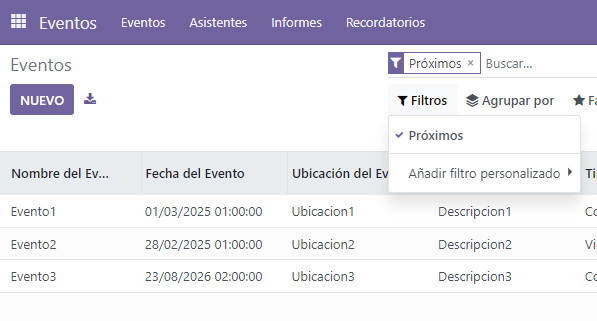 Eventos Eventos Asistentes Informes Recordatorios
Eventos Próximos × Buscar...
NUEVO Filtros Agrupar por Fa
Próximos
Añadir filtro personalizado
Nombre del Ev... Fecha del Evento Ubicación del E Ti
Evento1 01/03/2025 01:00:00 Ubicacion1 Descripcion1 Co
Evento2 28/02/2025 01:00:00 Ubicacion2 Descripcion2 Vi
Evento3 23/08/2026 02:00:00 Ubicacion3 Descripcion3 Co